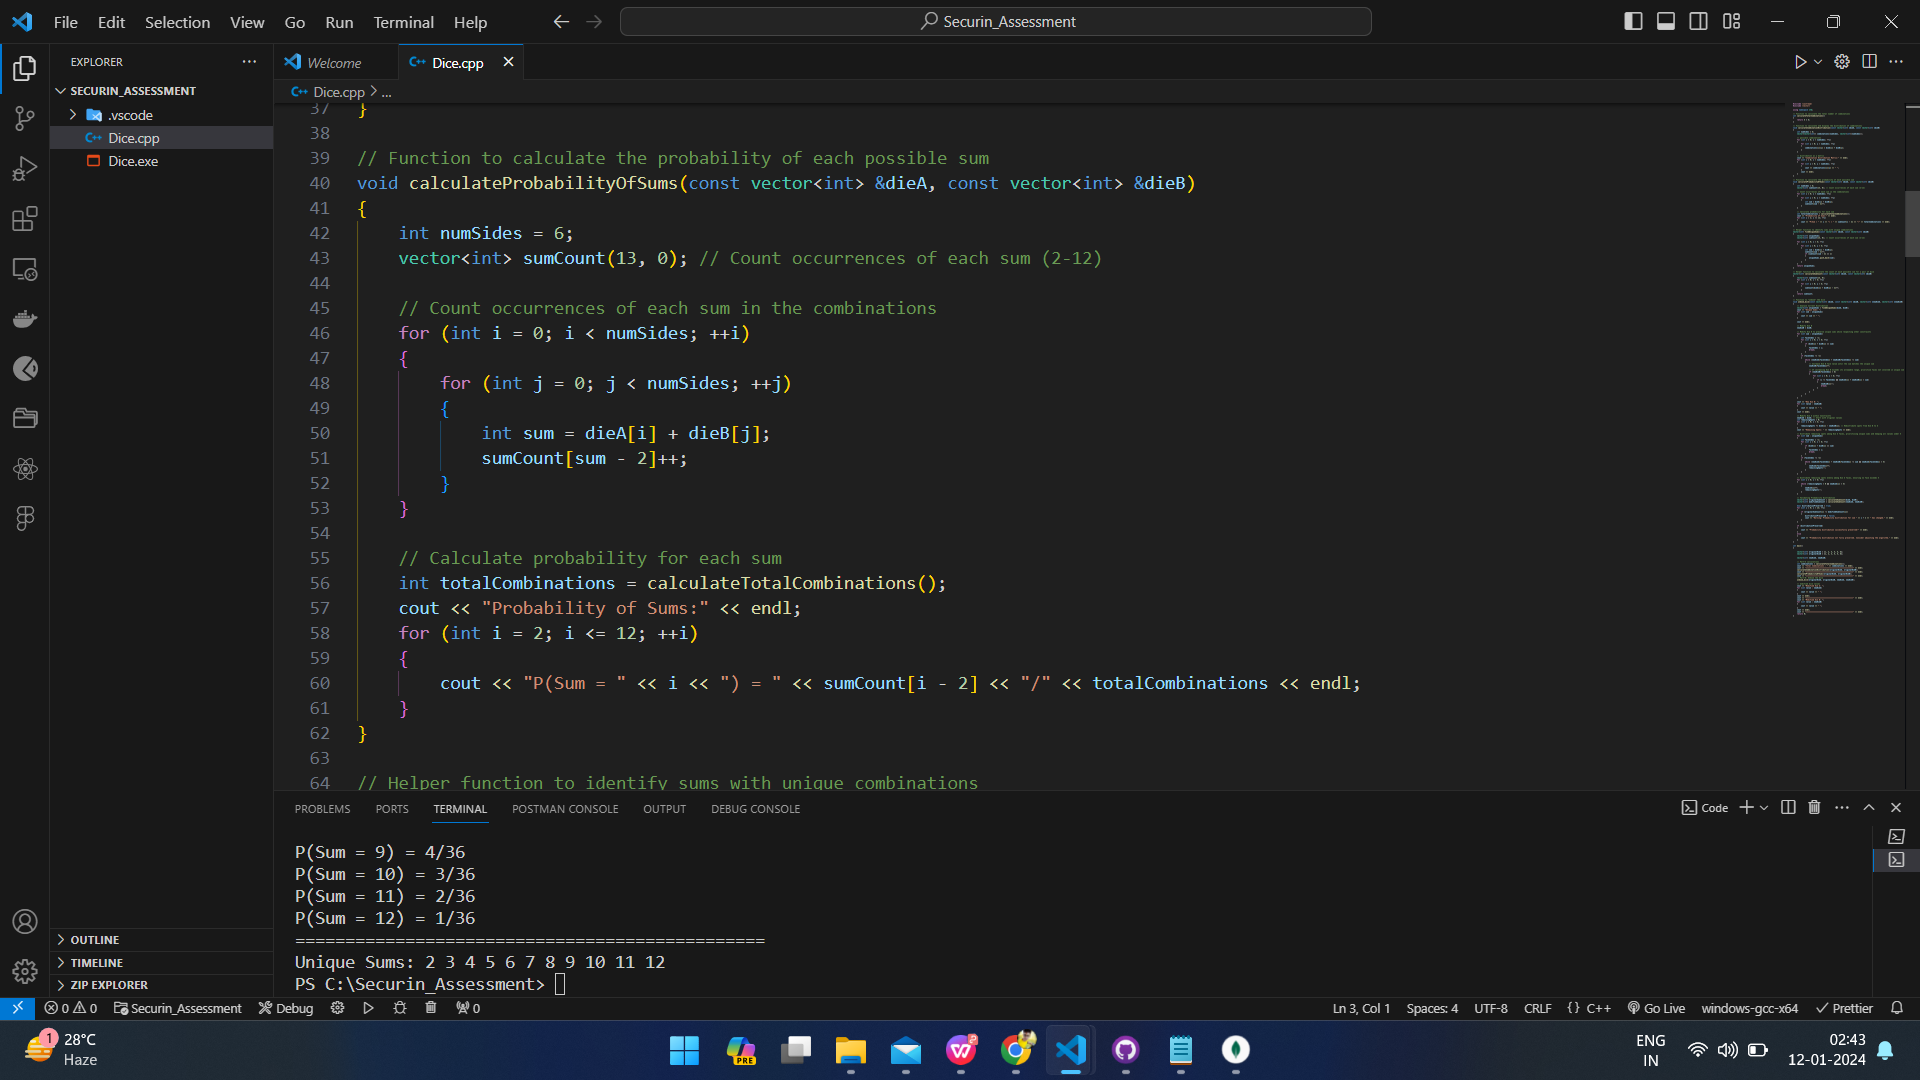 File Edit Selection View Go Run Terminal Help
Securin_Assessment
EXPLORER
SECURIN_ASSESSMENT
.vscode
Dice.cpp
Dice.exe
OUTLINE
TIMELINE
ZIP EXPLORER
Welcome
Dice.cpp
Dice.cpp > ...
37 }
38
39 // Function to calculate the probability of each possible sum
40 void calculateProbabilityOfSums(const vector<int> &dieA, const vector<int> &dieB)
41 {
42     int numSides = 6;
43     vector<int> sumCount(13, 0); // Count occurrences of each sum (2-12)
44
45     // Count occurrences of each sum in the combinations
46     for (int i = 0; i < numSides; ++i)
47     {
48         for (int j = 0; j < numSides; ++j)
49         {
50             int sum = dieA[i] + dieB[j];
51             sumCount[sum - 2]++;
52         }
53     }
54
55     // Calculate probability for each sum
56     int totalCombinations = calculateTotalCombinations();
57     cout << "Probability of Sums:" << endl;
58     for (int i = 2; i <= 12; ++i)
59     {
60         cout << "P(Sum = " << i << ") = " << sumCount[i - 2] << "/" << totalCombinations << endl;
61     }
62 }
63
64 // Helper function to identify sums with unique combinations
PROBLEMS PORTS TERMINAL POSTMAN CONSOLE OUTPUT DEBUG CONSOLE
Code
P(Sum = 9) = 4/36
P(Sum = 10) = 3/36
P(Sum = 11) = 2/36
P(Sum = 12) = 1/36
===============================================
Unique Sums: 2 3 4 5 6 7 8 9 10 11 12
PS C:\Securin_Assessment>
0 0 Securin_Assessment Debug 0
Ln 3, Col 1 Spaces: 4 UTF-8 CRLF {} C++ Go Live windows-gcc-x64 Prettier
1
28°C
Haze
PRE
ENG
IN
02:43
12-01-2024